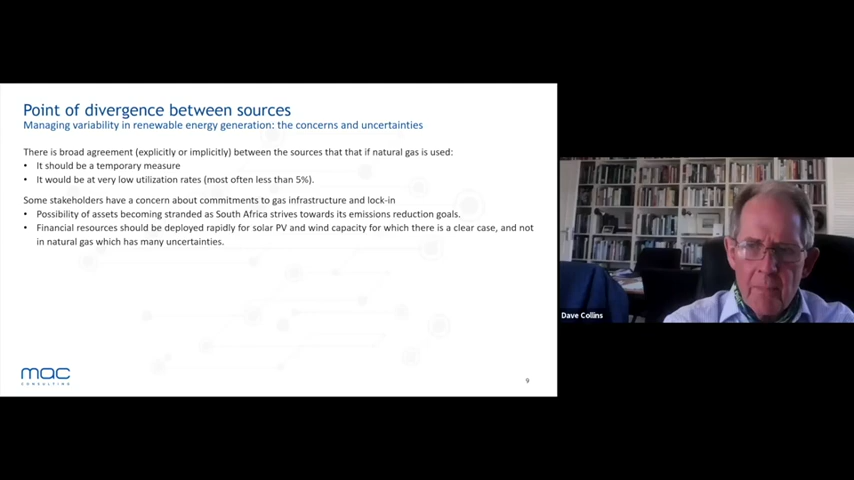 Point of divergence between sources
Managing variability in renewable energy generation: the concerns and uncertainties
There is broad agreement (explicitly or implicitly) between the sources that that if natural gas is used:
• It should be a temporary measure
• It would be at very low utilization rates (most often less than 5%).
Some stakeholders have a concern about commitments to gas infrastructure and lock-in
• Possibility of assets becoming stranded as South Africa strives towards its emissions reduction goals.
• Financial resources should be deployed rapidly for solar PV and wind capacity for which there is a clear case, and not
in natural gas which has many uncertainties.
mac
CONSULTING
9
Dave Collins